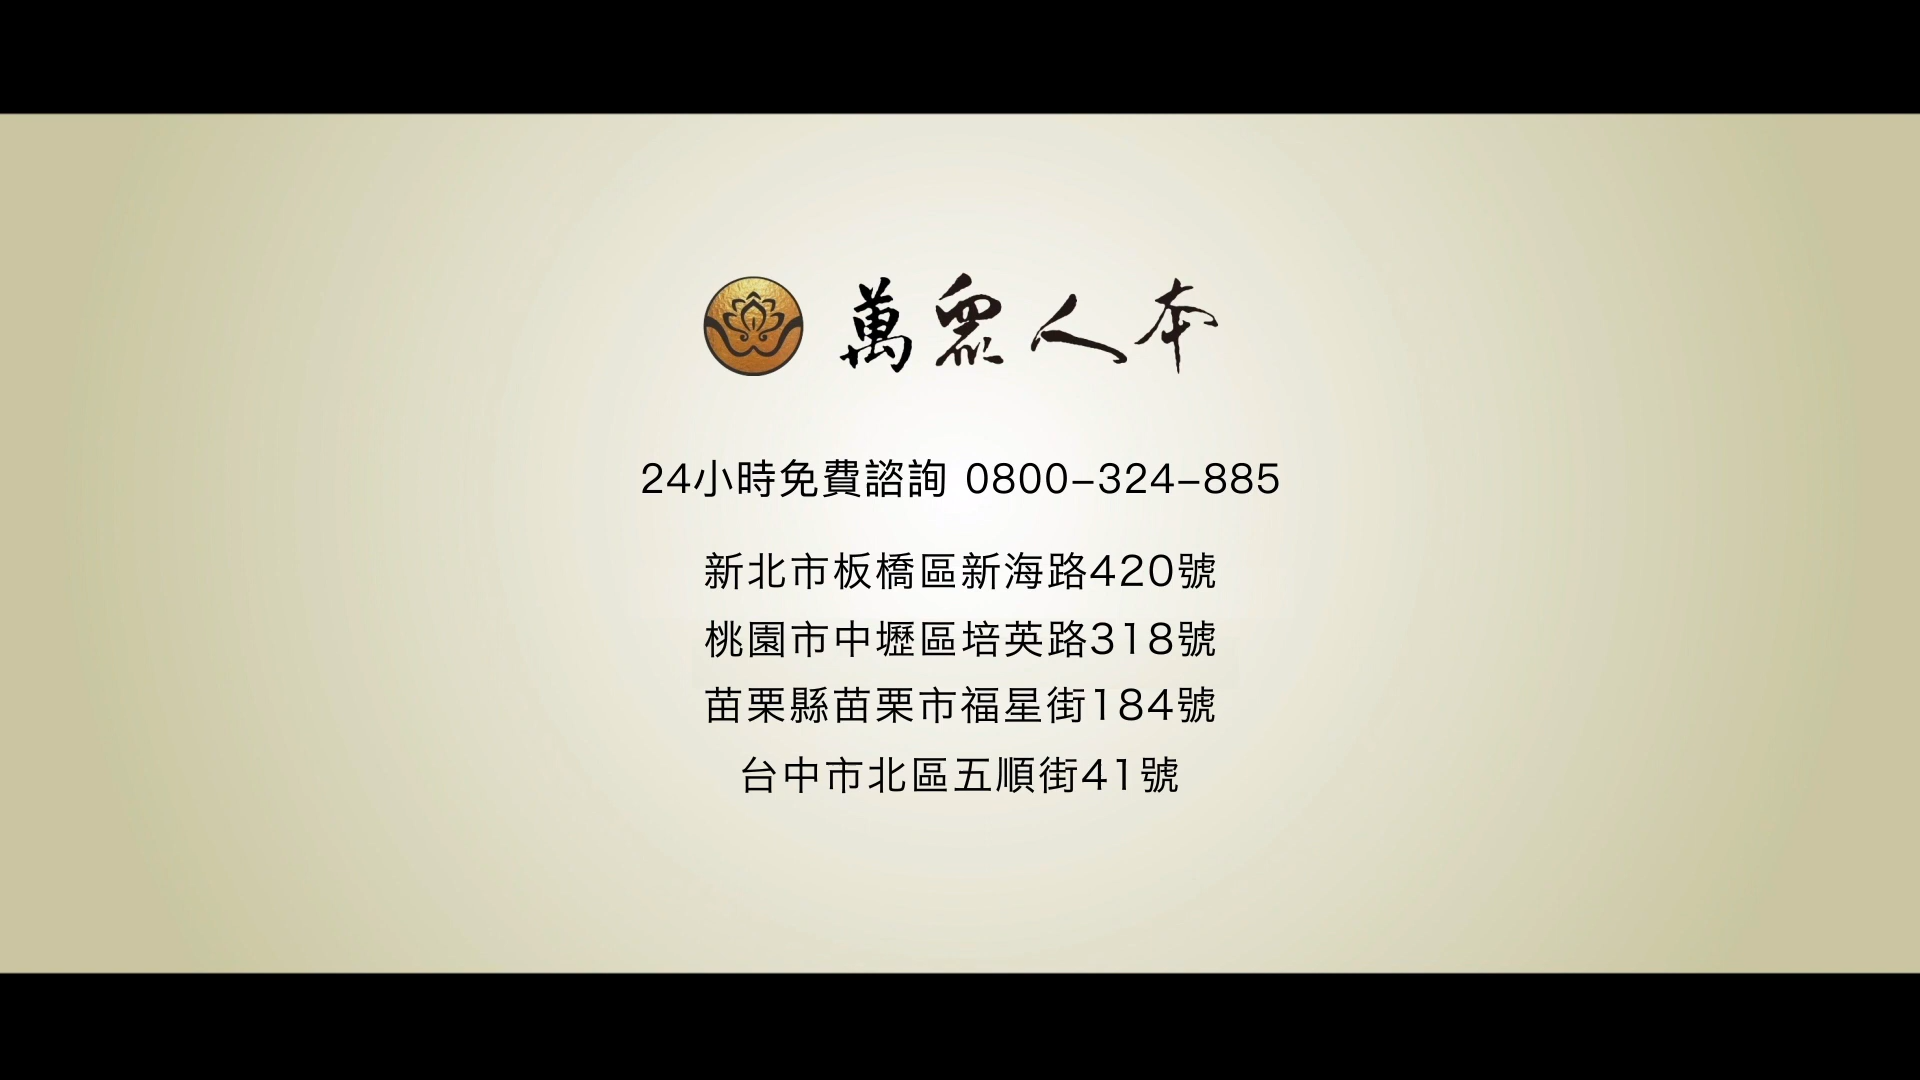 萬眾人本
24小時免費諮詢 0800-324-885
新北市板橋區新海路420號
桃園市中壢區培英路318號
苗栗縣苗栗市福星街184號
台中市北區五順街41號